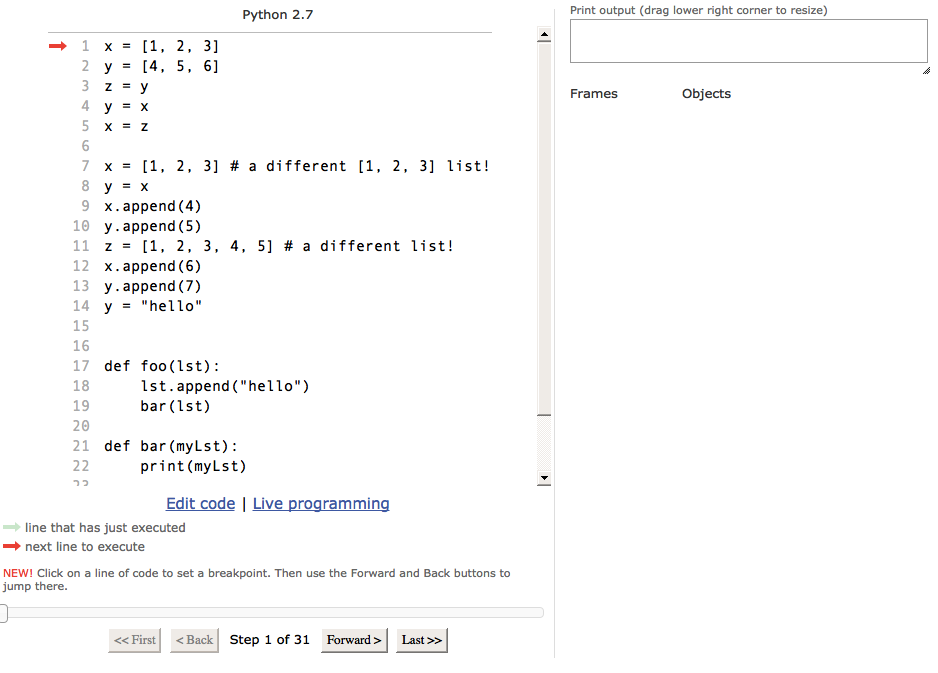 Python 2.7
1 x = [1, 2, 3]
2 y = [4, 5, 6]
3 z = y
4 y = x
5 x = z
6
7 x = [1, 2, 3] # a different [1, 2, 3] list!
8 y = x
9 x.append(4)
10 y.append(5)
11 z = [1, 2, 3, 4, 5] # a different list!
12 x.append(6)
13 y.append(7)
14 y = "hello"
15
16
17 def foo(lst):
18     lst.append("hello")
19     bar(lst)
20
21 def bar(myLst):
22     print(myLst)
23
Edit code | Live programming
line that has just executed
next line to execute
NEW! Click on a line of code to set a breakpoint. Then use the Forward and Back buttons to
jump there.
<< First < Back Step 1 of 31 Forward > Last >>
Print output (drag lower right corner to resize)
Frames Objects